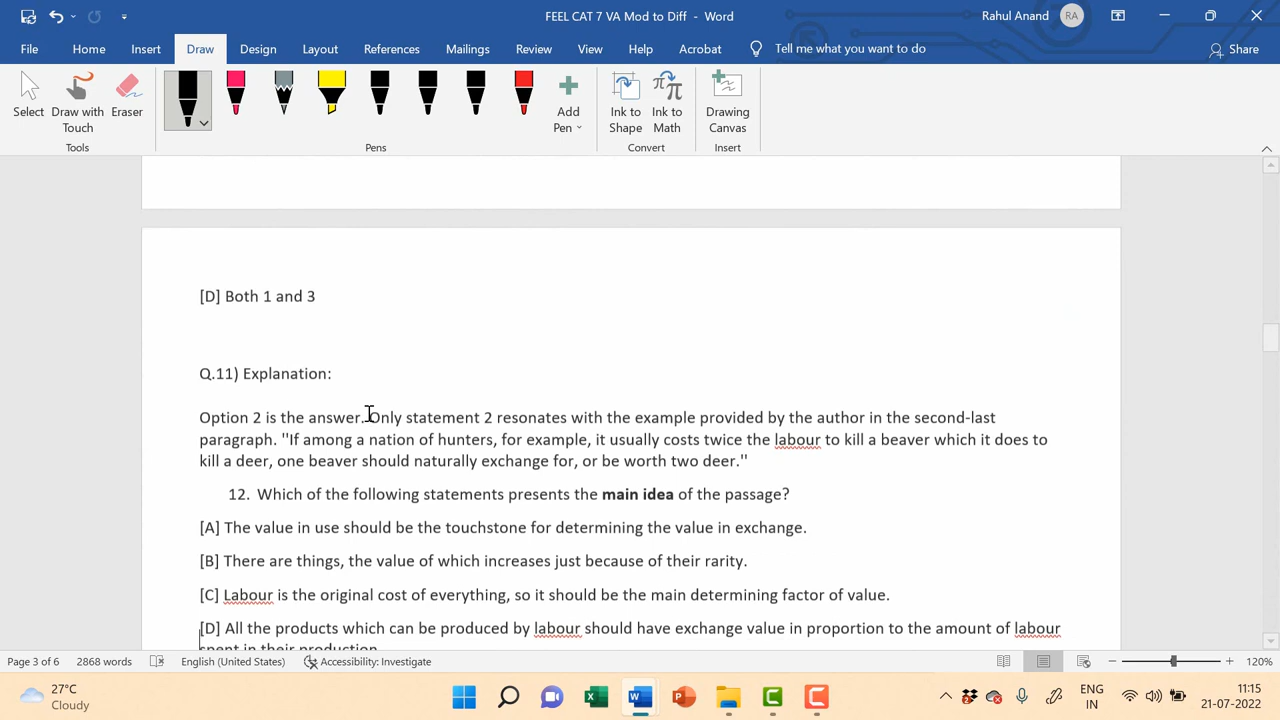 FEEL CAT 7 VA Mod to Diff - Word
Rahul Anand RA
File Home Insert Draw Design Layout References Mailings Review View Help Acrobat Tell me what you want to do Share
Select Draw with Touch Eraser Add Pen Ink to Shape Ink to Math Drawing Canvas
Tools Pens Convert Insert
[D] Both 1 and 3
Q.11) Explanation:
Option 2 is the answer. Only statement 2 resonates with the example provided by the author in the second-last
paragraph. "If among a nation of hunters, for example, it usually costs twice the labour to kill a beaver which it does to
kill a deer, one beaver should naturally exchange for, or be worth two deer."
12. Which of the following statements presents the main idea of the passage?
[A] The value in use should be the touchstone for determining the value in exchange.
[B] There are things, the value of which increases just because of their rarity.
[C] Labour is the original cost of everything, so it should be the main determining factor of value.
[D] All the products which can be produced by labour should have exchange value in proportion to the amount of labour
spent in their production.
Page 3 of 6 2868 words English (United States) Accessibility: Investigate 120%
27°C
Cloudy
ENG
IN
11:15
21-07-2022